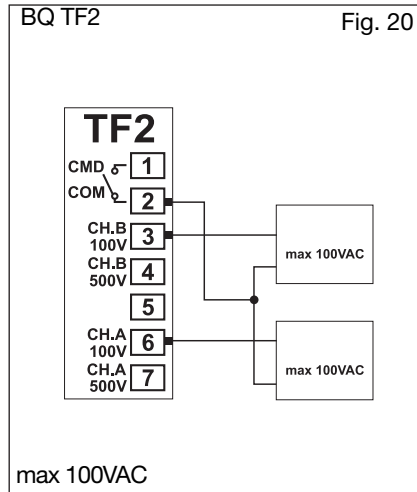 BQ TF2 Fig. 20
TF2
CMD 1
COM 2
CH.B
100V 3
CH.B
500V 4
5
CH.A
100V 6
CH.A
500V 7
max 100VAC
max 100VAC
max 100VAC